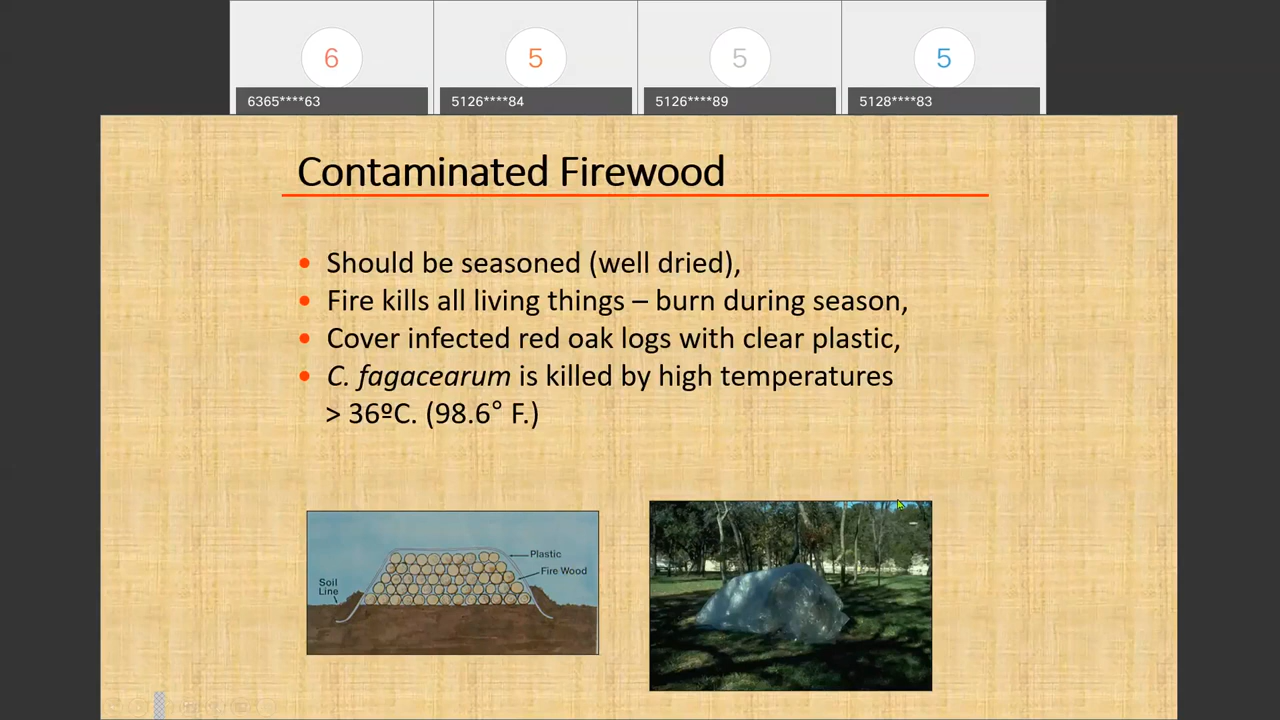 6
5
5
5
6365****63
5126****84
5126****89
5128****83
Contaminated Firewood
• Should be seasoned (well dried),
• Fire kills all living things – burn during season,
• Cover infected red oak logs with clear plastic,
• C. fagacearum is killed by high temperatures
> 36ºC. (98.6° F.)
Plastic
Fire Wood
Soil
Line